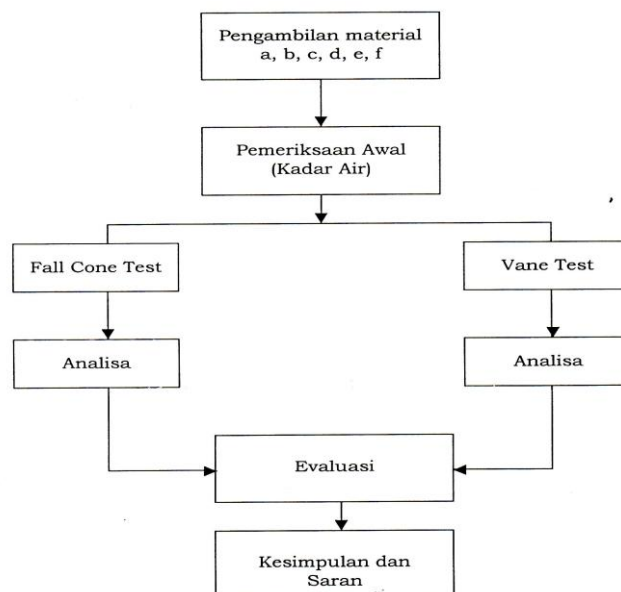 Pengambilan material
a, b, c, d, e, f
Pemeriksaan Awal
(Kadar Air)
Fall Cone Test
Vane Test
Analisa
Analisa
Evaluasi
Kesimpulan dan
Saran